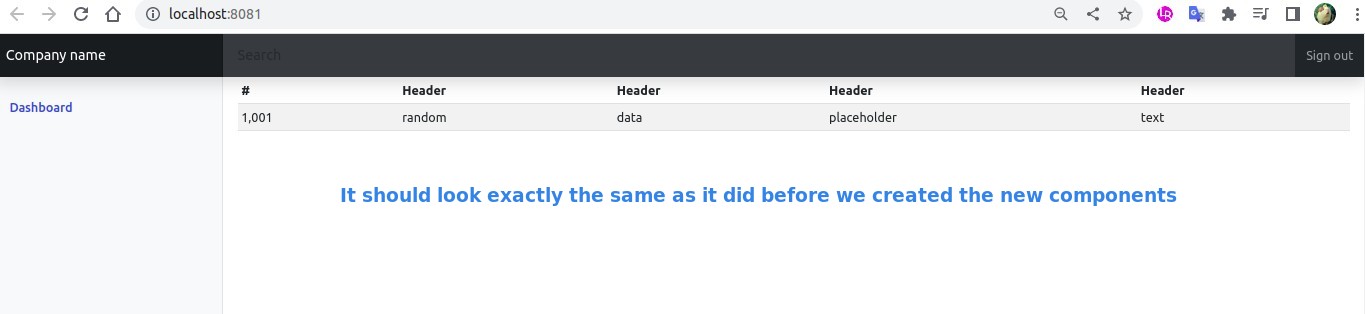 localhost:8081
Company name
Search
Sign out
Dashboard
# Header Header Header Header
1,001 random data placeholder text
It should look exactly the same as it did before we created the new components